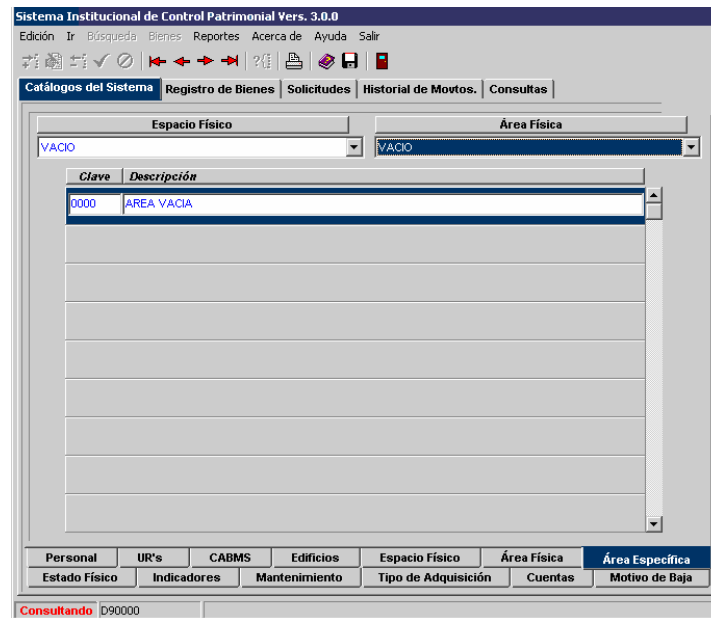 Sistema Institucional de Control Patrimonial Vers. 3.0.0
Edición Ir Búsqueda Bienes Reportes Acerca de Ayuda Salir
Catálogos del Sistema Registro de Bienes Solicitudes Historial de Movtos. Consultas
Espacio Físico Área Física
VACIO VACIO
Clave Descripción
0000 AREA VACIA
Personal UR's CABMS Edificios Espacio Físico Área Física Área Específica
Estado Físico Indicadores Mantenimiento Tipo de Adquisición Cuentas Motivo de Baja
Consultando D90000